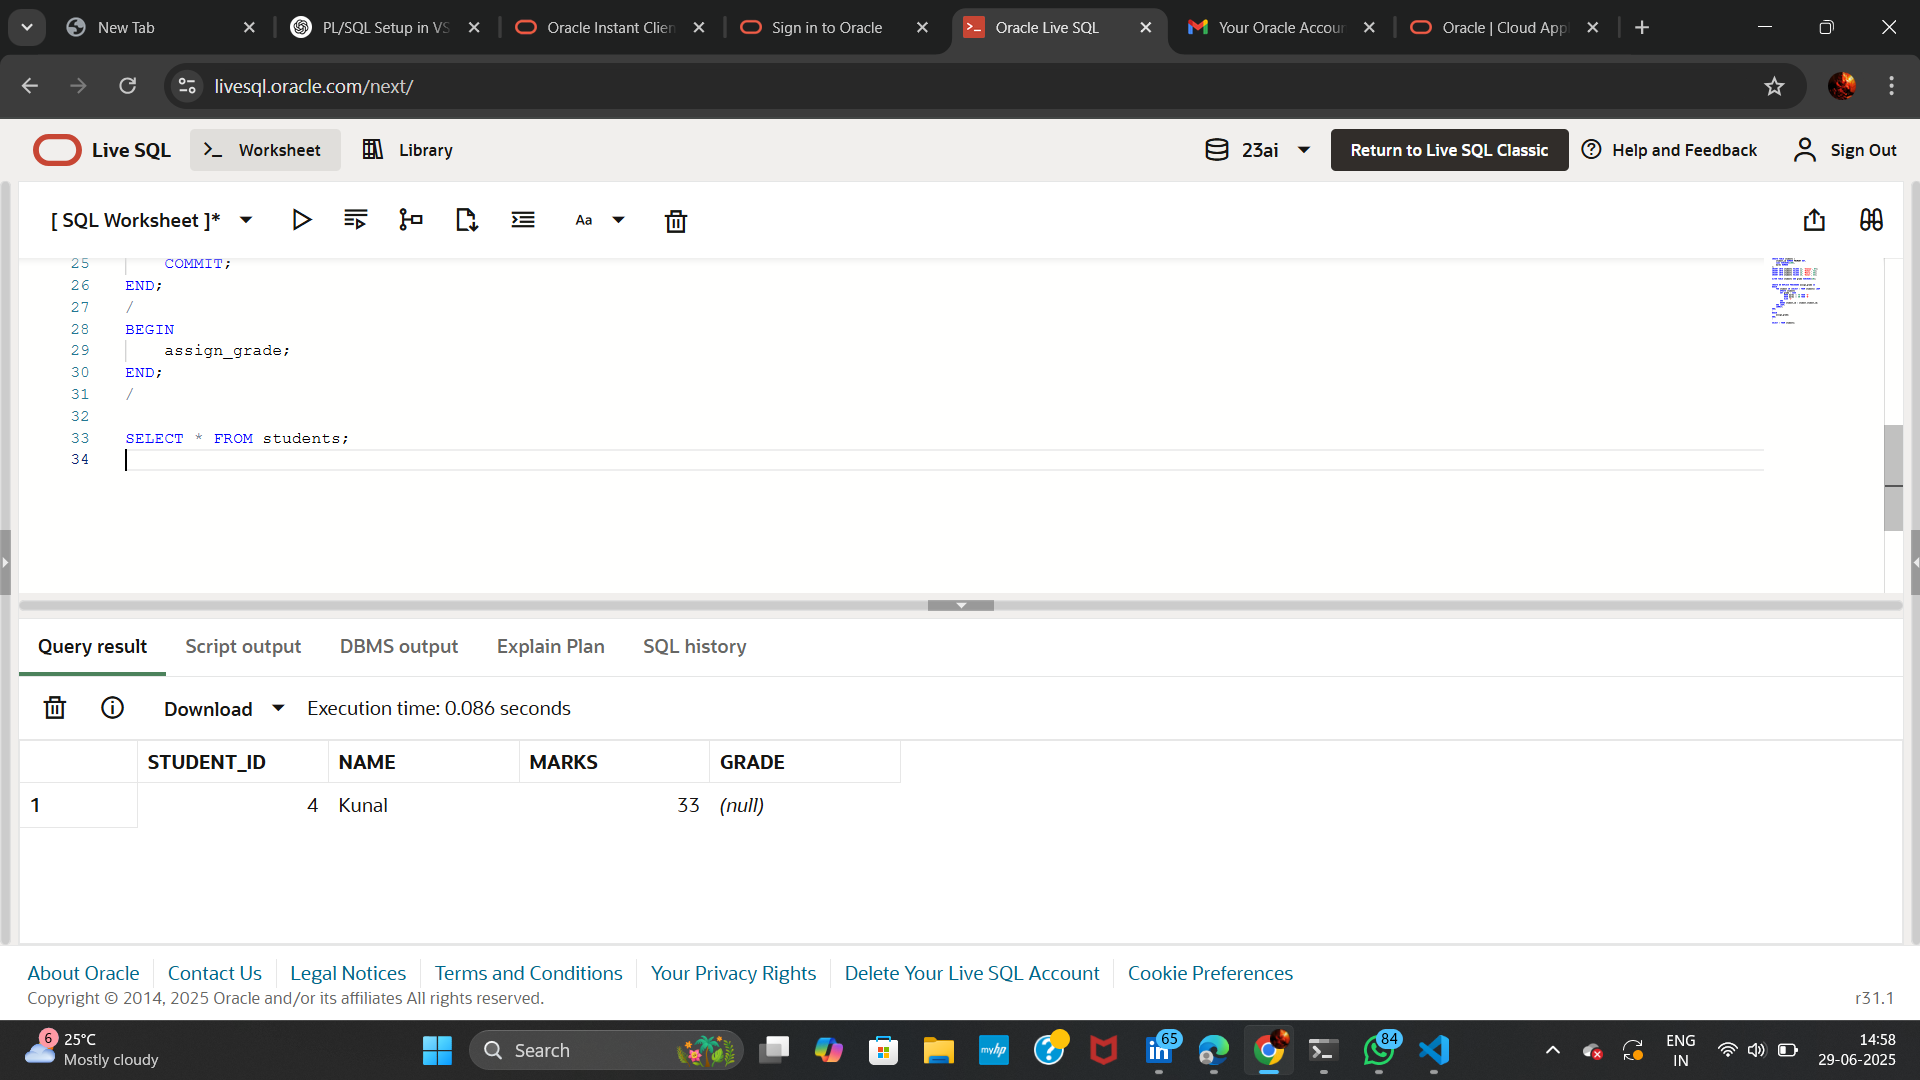 New Tab
PL/SQL Setup in VS
Oracle Instant Clien
Sign in to Oracle
Oracle Live SQL
Your Oracle Accour
Oracle | Cloud Appl
livesql.oracle.com/next/
Live SQL
>_ Worksheet
Library
23ai
Return to Live SQL Classic
Help and Feedback
Sign Out
[ SQL Worksheet ]*
Aa
25 COMMIT;
26 END;
27 /
28 BEGIN
29 assign_grade;
30 END;
31 /
32
33 SELECT * FROM students;
34
Query result
Script output
DBMS output
Explain Plan
SQL history
Download
Execution time: 0.086 seconds
STUDENT_ID NAME MARKS GRADE
1 4 Kunal 33 (null)
About Oracle
Contact Us
Legal Notices
Terms and Conditions
Your Privacy Rights
Delete Your Live SQL Account
Cookie Preferences
Copyright © 2014, 2025 Oracle and/or its affiliates All rights reserved.
r31.1
6
25°C
Mostly cloudy
Search
myhp
65
84
ENG
IN
14:58
29-06-2025